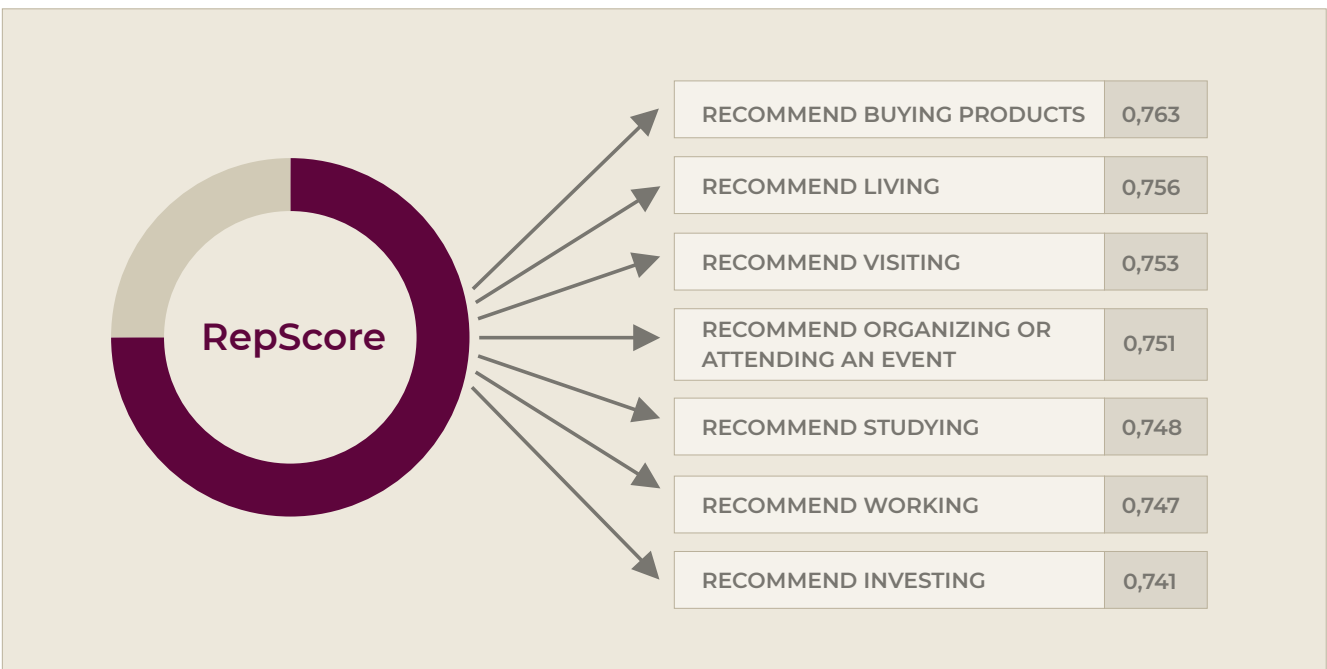 RepScore
RECOMMEND BUYING PRODUCTS 0,763
RECOMMEND LIVING 0,756
RECOMMEND VISITING 0,753
RECOMMEND ORGANIZING OR
ATTENDING AN EVENT 0,751
RECOMMEND STUDYING 0,748
RECOMMEND WORKING 0,747
RECOMMEND INVESTING 0,741